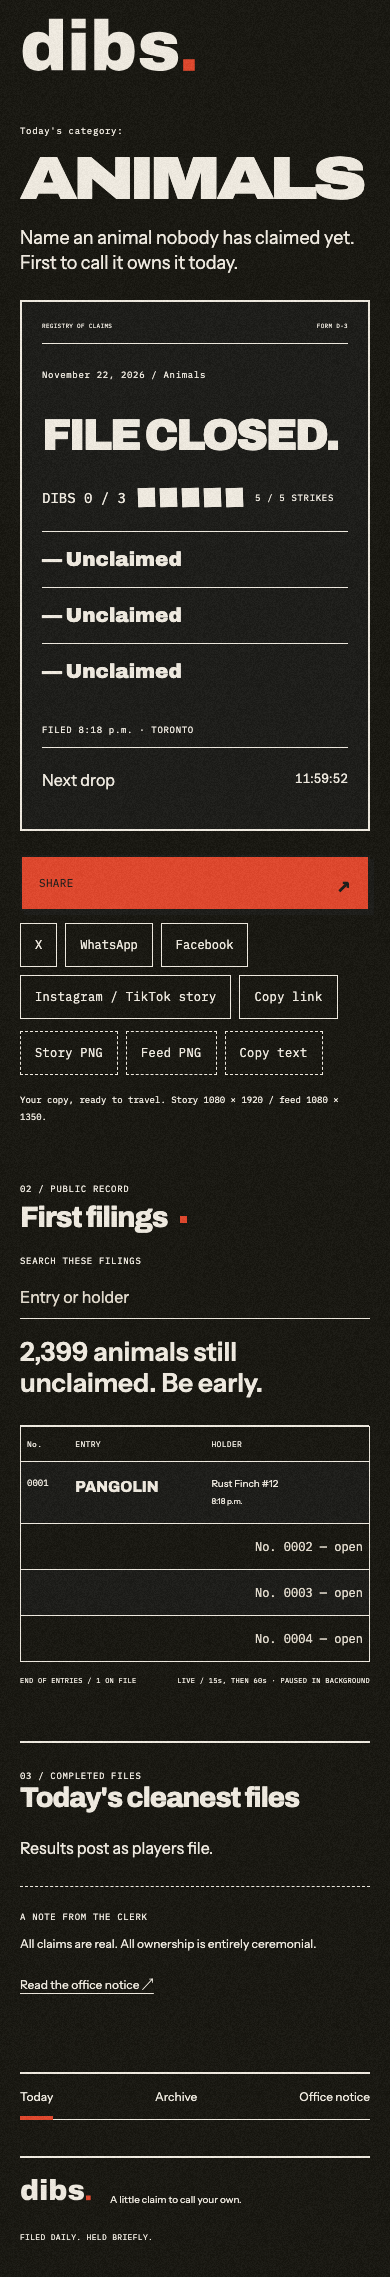 dibs.
Today's category:
ANIMALS
Name an animal nobody has claimed yet.
First to call it owns it today.
REGISTRY OF CLAIMS FORM D-3
November 22, 2026 / Animals
FILE CLOSED.
DIBS 0 / 3 5 / 5 STRIKES
— Unclaimed
— Unclaimed
— Unclaimed
FILED 8:18 p.m. · TORONTO
Next drop 11:59:52
SHARE ↗
X WhatsApp Facebook
Instagram / TikTok story Copy link
Story PNG Feed PNG Copy text
Your copy, ready to travel. Story 1080 × 1920 / feed 1080 ×
1350.
02 / PUBLIC RECORD
First filings
SEARCH THESE FILINGS
Entry or holder
2,399 animals still
unclaimed. Be early.
No. ENTRY HOLDER
0001 PANGOLIN Rust Finch #12
8:18 p.m.
No. 0002 — open
No. 0003 — open
No. 0004 — open
END OF ENTRIES / 1 ON FILE LIVE / 15s, THEN 60s · PAUSED IN BACKGROUND
03 / COMPLETED FILES
Today's cleanest files
Results post as players file.
A NOTE FROM THE CLERK
All claims are real. All ownership is entirely ceremonial.
Read the office notice ↗
Today Archive Office notice
dibs. A little claim to call your own.
FILED DAILY. HELD BRIEFLY.